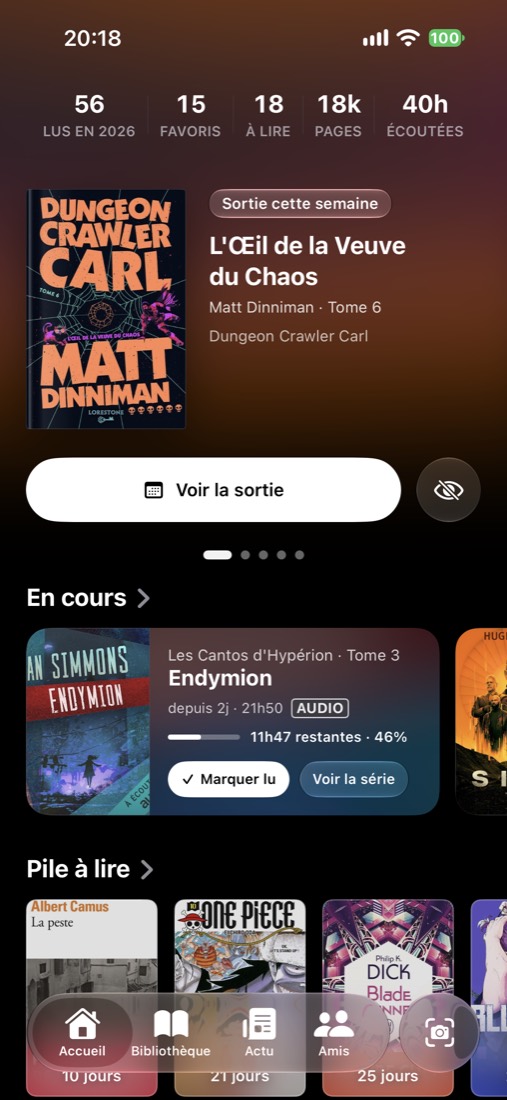 20:18
100
56
LUS EN 2026
15
FAVORIS
18
À LIRE
18k
PAGES
40h
ÉCOUTÉES
DUNGEON
CRAWLER
CARL
TOME 6
L'ŒIL DE LA VEUVE DU CHAOS
MATT
DINNIMAN
LORESTONE
Sortie cette semaine
L'Œil de la Veuve
du Chaos
Matt Dinniman · Tome 6
Dungeon Crawler Carl
Voir la sortie
En cours
AN SIMMONS
ENDYMION
A ÉCOUT
au
Les Cantos d'Hypérion · Tome 3
Endymion
depuis 2j · 21h50 AUDIO
11h47 restantes · 46%
Marquer lu
Voir la série
HUGH
S I
Pile à lire
Albert Camus
La peste
ONE PIECE
Philip K.
DICK
Blade
10 jours
21 jours
25 jours
Accueil
Bibliothèque
Actu
Amis